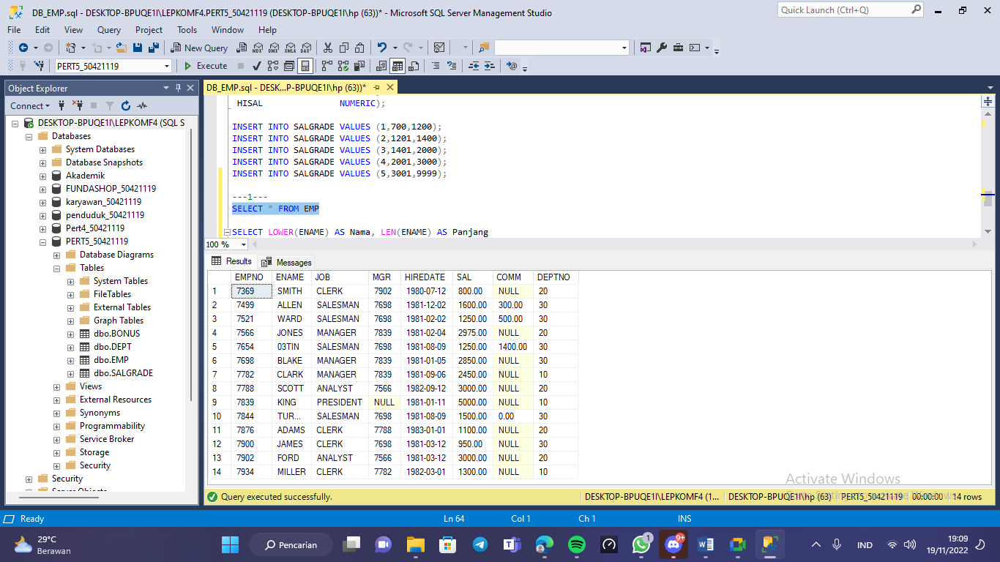 DB_EMP.sql - DESKTOP-BPUQE1I\LEPKOMF4.PERT5_50421119 (DESKTOP-BPUQE1I\hp (63))* - Microsoft SQL Server Management Studio
Quick Launch (Ctrl+Q)
File Edit View Query Project Tools Window Help
New Query MDX DMX XMLA DAX
PERT5_50421119 Execute
Object Explorer
Connect
DESKTOP-BPUQE1I\LEPKOMF4 (SQL S
Databases
System Databases
Database Snapshots
Akademik
FUNDASHOP_50421119
karyawan_50421119
penduduk_50421119
Pert4_50421119
PERT5_50421119
Database Diagrams
Tables
System Tables
FileTables
External Tables
Graph Tables
dbo.BONUS
dbo.DEPT
dbo.EMP
dbo.SALGRADE
Views
External Resources
Synonyms
Programmability
Service Broker
Storage
Security
Security
DB_EMP.sql - DESK...P-BPUQE1I\hp (63))*
HISAL NUMERIC);
INSERT INTO SALGRADE VALUES (1,700,1200);
INSERT INTO SALGRADE VALUES (2,1201,1400);
INSERT INTO SALGRADE VALUES (3,1401,2000);
INSERT INTO SALGRADE VALUES (4,2001,3000);
INSERT INTO SALGRADE VALUES (5,3001,9999);
---1---
SELECT * FROM EMP
SELECT LOWER(ENAME) AS Nama, LEN(ENAME) AS Panjang
100 %
Results Messages
EMPNO ENAME JOB MGR HIREDATE SAL COMM DEPTNO
1 7369 SMITH CLERK 7902 1980-07-12 800.00 NULL 20
2 7499 ALLEN SALESMAN 7698 1981-12-02 1600.00 300.00 30
3 7521 WARD SALESMAN 7698 1981-02-02 1250.00 500.00 30
4 7566 JONES MANAGER 7839 1981-02-04 2975.00 NULL 20
5 7654 03TIN SALESMAN 7698 1981-08-09 1250.00 1400.00 30
6 7698 BLAKE MANAGER 7839 1981-01-05 2850.00 NULL 30
7 7782 CLARK MANAGER 7839 1981-09-06 2450.00 NULL 10
8 7788 SCOTT ANALYST 7566 1982-09-12 3000.00 NULL 20
9 7839 KING PRESIDENT NULL 1981-01-11 5000.00 NULL 10
10 7844 TUR... SALESMAN 7698 1981-08-09 1500.00 0.00 30
11 7876 ADAMS CLERK 7788 1983-01-01 1100.00 NULL 20
12 7900 JAMES CLERK 7698 1981-03-12 950.00 NULL 30
13 7902 FORD ANALYST 7566 1981-03-12 3000.00 NULL 20
14 7934 MILLER CLERK 7782 1982-03-01 1300.00 NULL 10
Activate Windows
Query executed successfully. DESKTOP-BPUQE1I\LEPKOMF4 (1... DESKTOP-BPUQE1I\hp (63) PERT5_50421119 00:00:00 14 rows
Ready Ln 64 Col 1 Ch 1 INS
29°C
Berawan
Pencarian
1
9+
IND
19:09
19/11/2022